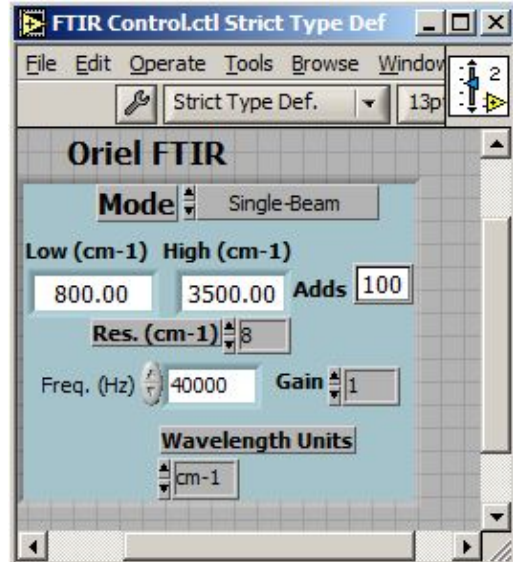 FTIR Control.ctl Strict Type Def
File Edit Operate Tools Browse Window
Strict Type Def. 13p
2
Oriel FTIR
Mode Single-Beam
Low (cm-1) High (cm-1)
800.00 3500.00 Adds 100
Res. (cm-1) 8
Freq. (Hz) 40000 Gain 1
Wavelength Units
cm-1